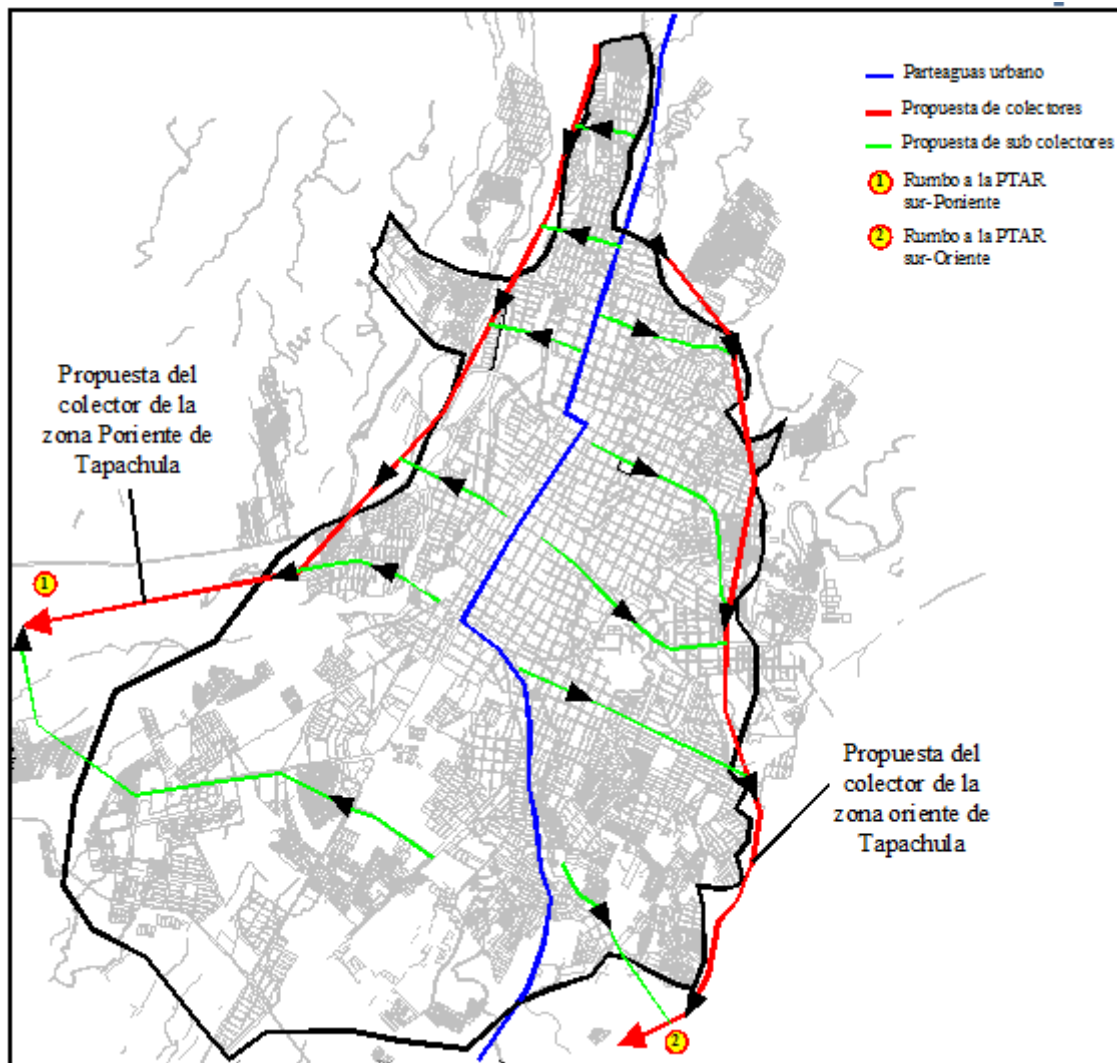 Parteaguas urbano
Propuesta de colectores
Propuesta de sub colectores
1
Rumbo a la PTAR
sur-Poniente
2
Rumbo a la PTAR
sur-Oriente
Propuesta del
colector de la
zona Poriente de
Tapachula
1
Propuesta del
colector de la
zona oriente de
Tapachula
2